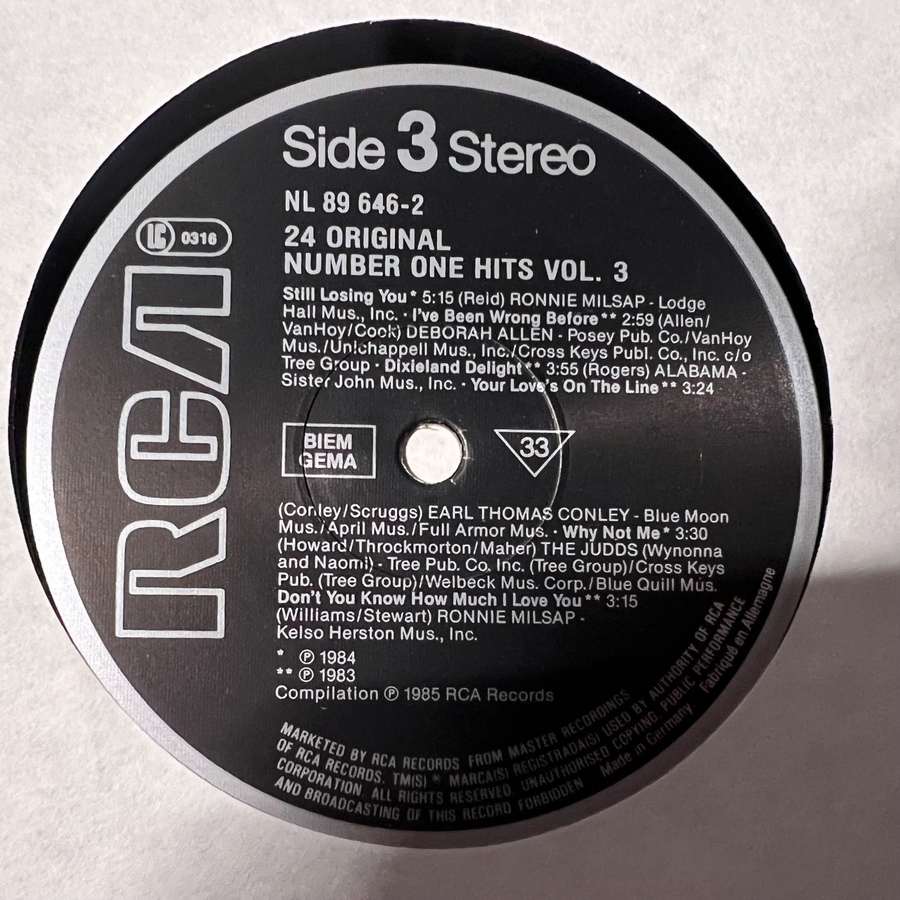 Side 3 Stereo
NL 89 646-2
LC 0316
24 ORIGINAL
NUMBER ONE HITS VOL. 3
Still Losing You* 5:15 (Reid) RONNIE MILSAP - Lodge
Hall Mus., Inc. · I've Been Wrong Before** 2:59 (Allen/
VanHoy/Cook) DEBORAH ALLEN - Posey Pub. Co./VanHoy
Mus./Unichappell Mus., Inc./Cross Keys Publ. Co., Inc. c/o
Tree Group · Dixieland Delight** 3:55 (Rogers) ALABAMA -
Sister John Mus., Inc. · Your Love's On The Line** 3:24
RCA
BIEM
GEMA
33
(Conley/Scruggs) EARL THOMAS CONLEY - Blue Moon
Mus./April Mus./Full Armor Mus. · Why Not Me* 3:30
(Howard/Throckmorton/Maher) THE JUDDS (Wynonna
and Naomi) - Tree Pub. Co. Inc. (Tree Group)/Cross Keys
Pub. (Tree Group)/Welbeck Mus. Corp./Blue Quill Mus.
Don't You Know How Much I Love You** 3:15
(Williams/Stewart) RONNIE MILSAP -
Kelso Herston Mus., Inc.
* ℗ 1984
** ℗ 1983
Compilation ℗ 1985 RCA Records
MARKETED BY RCA RECORDS FROM MASTER RECORDINGS
OF RCA RECORDS. TM(S) * MARCA(S) REGISTRADA(S) USED BY AUTHORITY OF RCA
CORPORATION. ALL RIGHTS RESERVED. UNAUTHORISED COPYING PUBLIC PERFORMANCE
AND BROADCASTING OF THIS RECORD FORBIDDEN Made in Germany Fabriqué en Allemagne